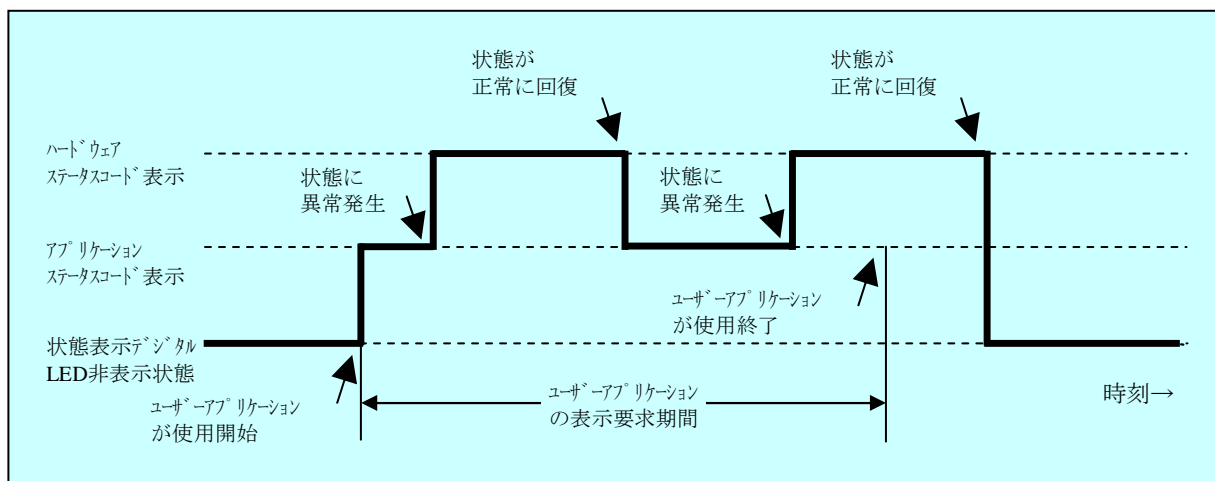 状態が
正常に回復
状態が
正常に回復
ﾊｰﾄﾞｳｪｱ
ｽﾃｰﾀｽｺｰﾄﾞ表示
状態に
異常発生
状態に
異常発生
ｱﾌﾟﾘｹｰｼｮﾝ
ｽﾃｰﾀｽｺｰﾄﾞ表示
ﾕｰｻﾞｰｱﾌﾟﾘｹｰｼｮﾝ
が使用終了
状態表示ﾃﾞｼﾞﾀﾙ
LED非表示状態
ﾕｰｻﾞｰｱﾌﾟﾘｹｰｼｮﾝ
が使用開始
ﾕｰｻﾞｰｱﾌﾟﾘｹｰｼｮﾝ
の表示要求期間
時刻→